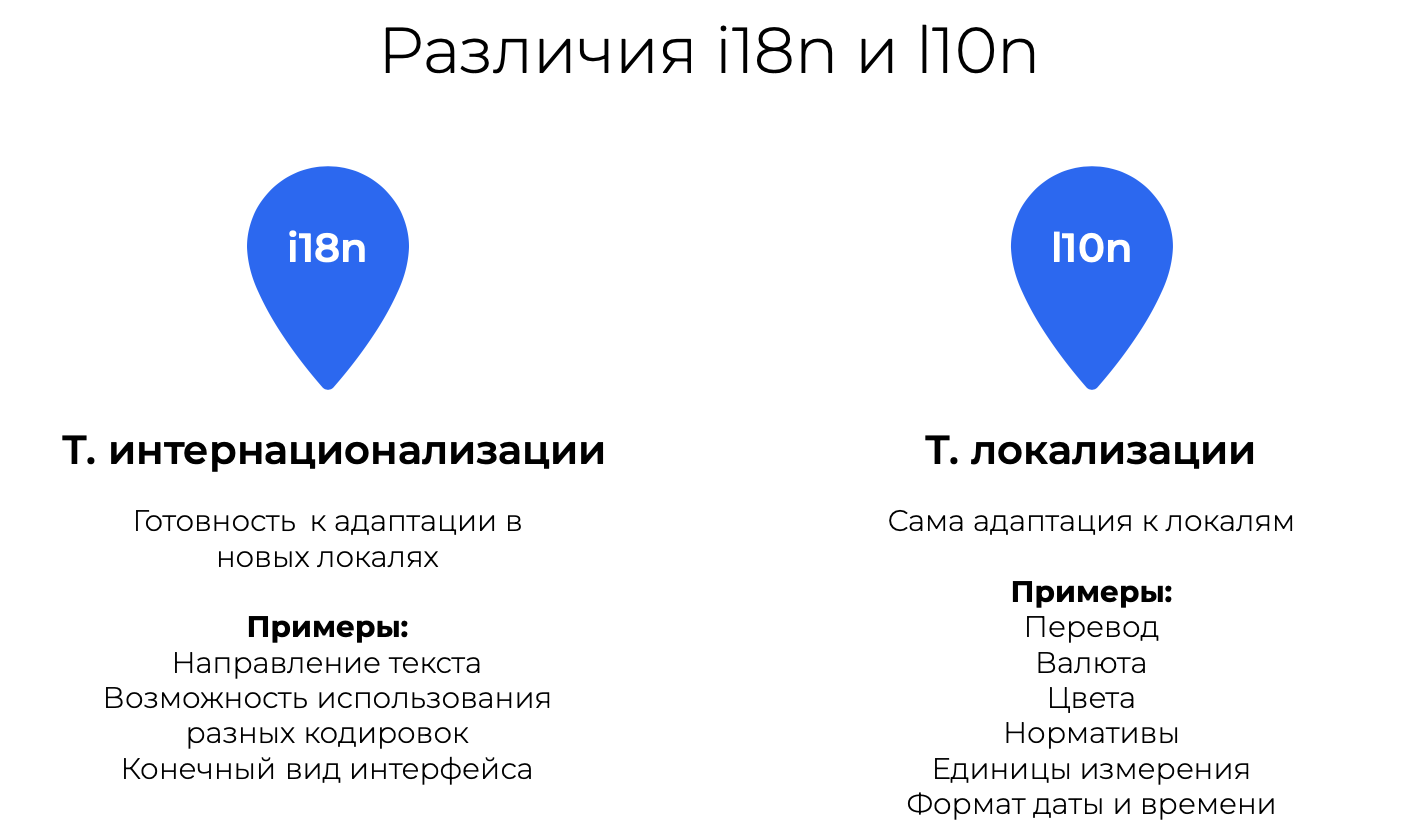 Различия i18n и l10n
i18n
Т. интернационализации
Готовность к адаптации в
новых локалях
Примеры:
Направление текста
Возможность использования
разных кодировок
Конечный вид интерфейса
l10n
Т. локализации
Сама адаптация к локалям
Примеры:
Перевод
Валюта
Цвета
Нормативы
Единицы измерения
Формат даты и времени